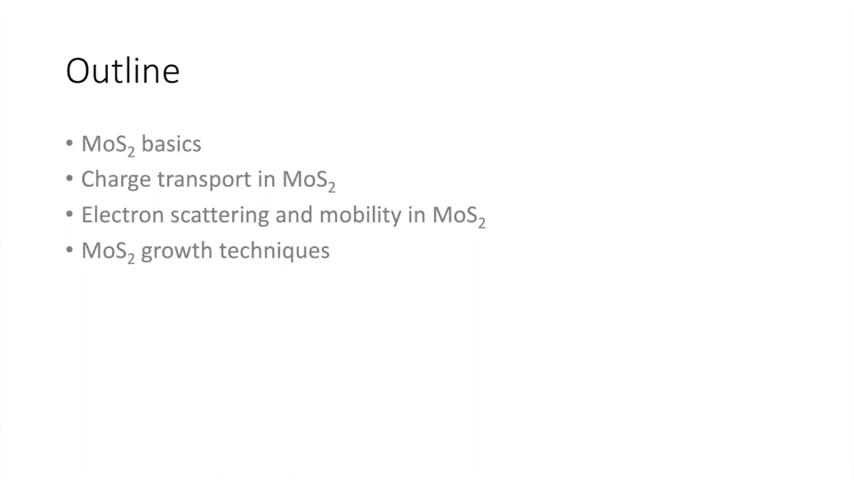 Outline
• MoS₂ basics
• Charge transport in MoS₂
• Electron scattering and mobility in MoS₂
• MoS₂ growth techniques